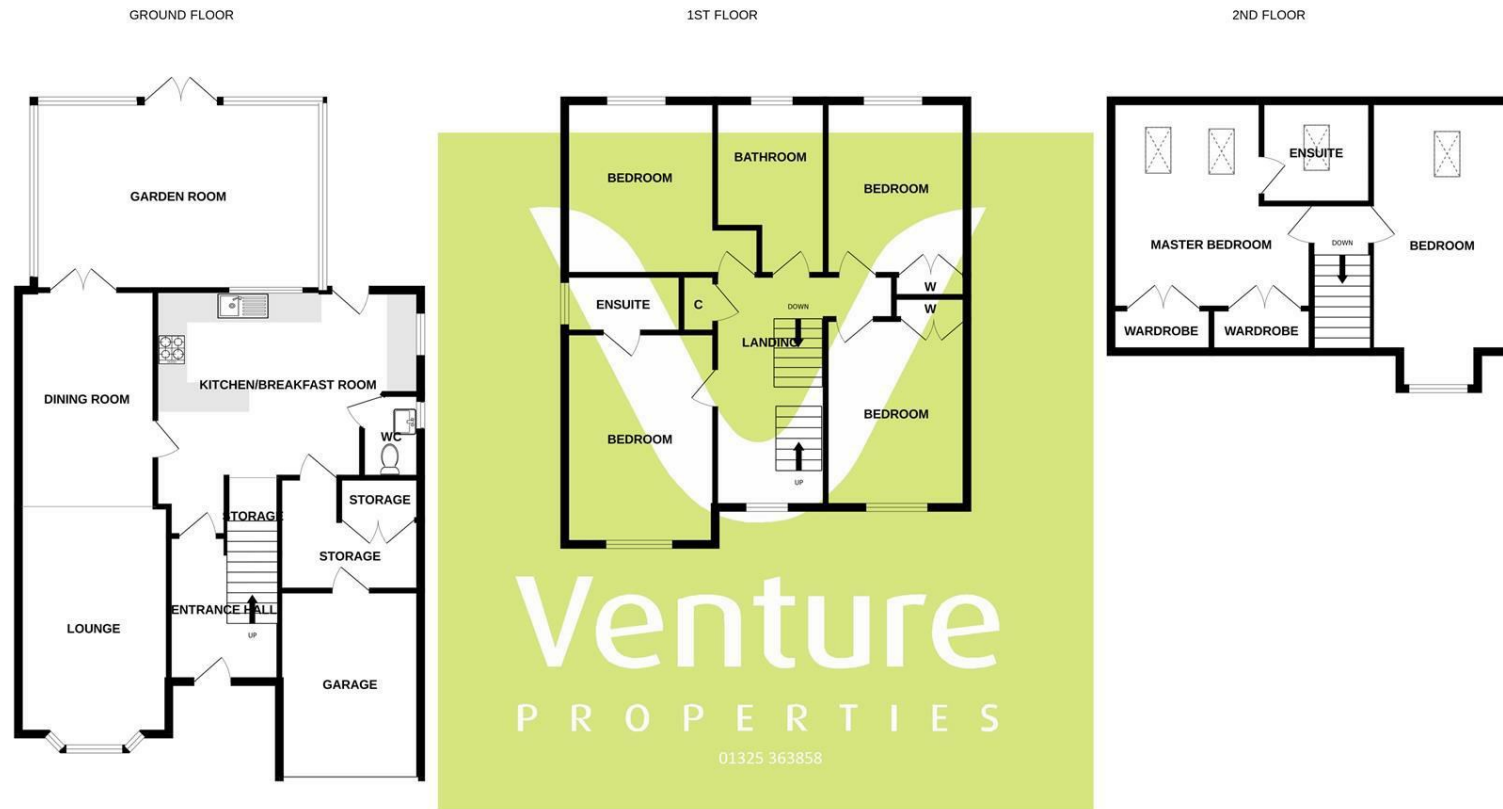 GROUND FLOOR
GARDEN ROOM
DINING ROOM
KITCHEN/BREAKFAST ROOM
WC
STORAGE
STORAGE
STORAGE
ENTRANCE HALL
UP
LOUNGE
GARAGE
1ST FLOOR
BEDROOM
BATHROOM
BEDROOM
ENSUITE
C
W
W
DOWN
LANDING
BEDROOM
BEDROOM
UP
Venture
PROPERTIES
01325 363858
2ND FLOOR
ENSUITE
MASTER BEDROOM
DOWN
BEDROOM
WARDROBE
WARDROBE